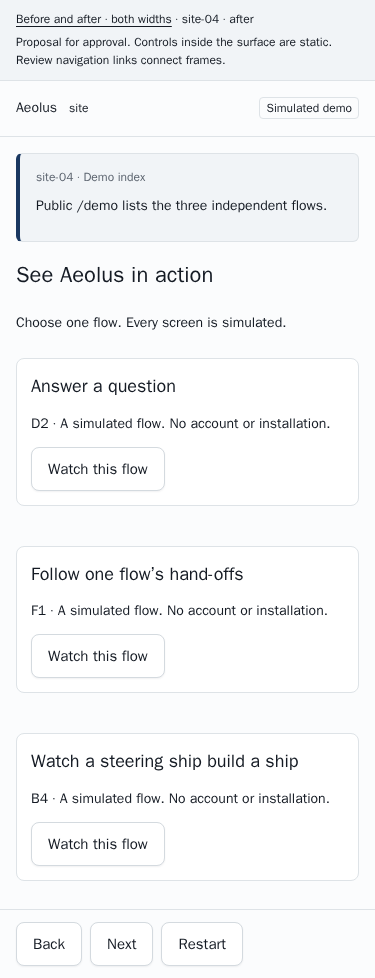 Before and after · both widths · site-04 · after
Proposal for approval. Controls inside the surface are static.
Review navigation links connect frames.
Aeolus site
Simulated demo
site-04 · Demo index
Public /demo lists the three independent flows.
See Aeolus in action
Choose one flow. Every screen is simulated.
Answer a question
D2 · A simulated flow. No account or installation.
Watch this flow
Follow one flow’s hand-offs
F1 · A simulated flow. No account or installation.
Watch this flow
Watch a steering ship build a ship
B4 · A simulated flow. No account or installation.
Watch this flow
Back Next Restart